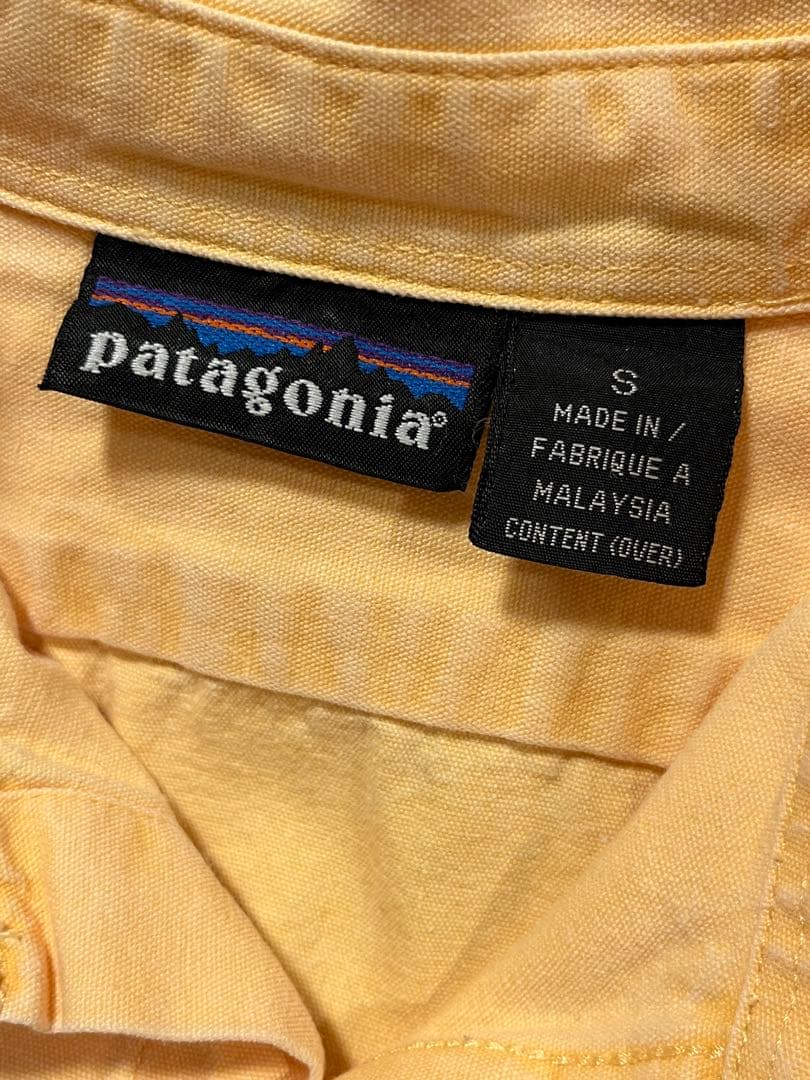 patagonia®
S
MADE IN /
FABRIQUE A
MALAYSIA
CONTENT (OVER)